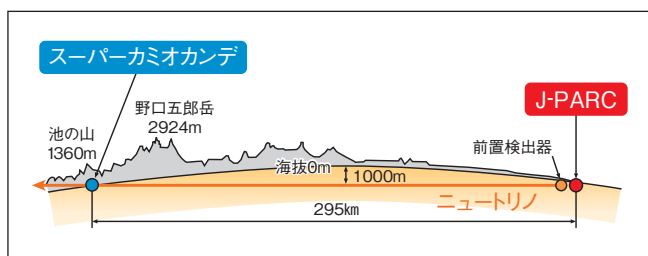 スーパーカミオカンデ
J-PARC
野口五郎岳
2924m
池の山
1360m
前置検出器
海抜0m
1000m
ニュートリノ
295km